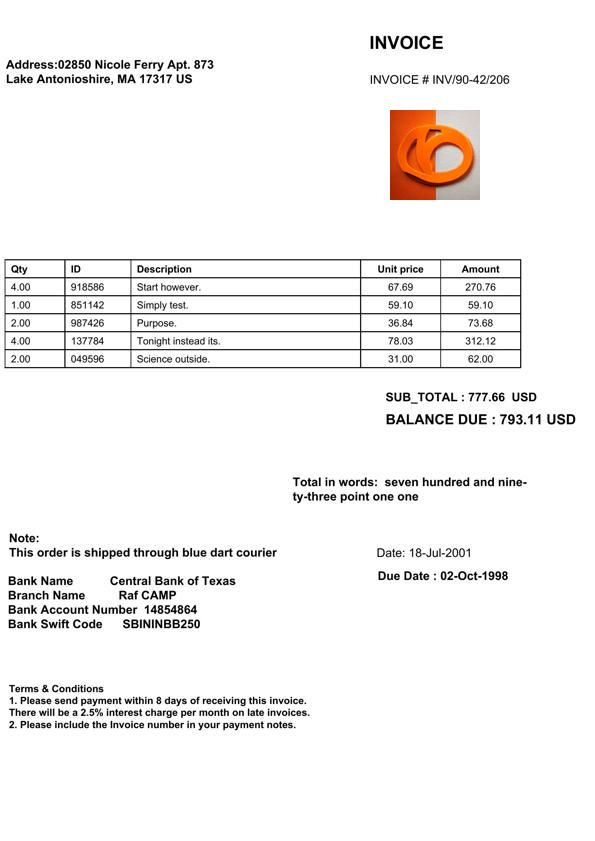 INVOICE
Address:02850 Nicole Ferry Apt. 873
Lake Antonioshire, MA 17317 US
INVOICE # INV/90-42/206
Qty ID Description Unit price Amount
4.00 918586 Start however. 67.69 270.76
1.00 851142 Simply test. 59.10 59.10
2.00 987426 Purpose. 36.84 73.68
4.00 137784 Tonight instead its. 78.03 312.12
2.00 049596 Science outside. 31.00 62.00
SUB_TOTAL : 777.66 USD
BALANCE DUE : 793.11 USD
Total in words: seven hundred and nine-
ty-three point one one
Note:
This order is shipped through blue dart courier
Date: 18-Jul-2001
Due Date : 02-Oct-1998
Bank Name Central Bank of Texas
Branch Name Raf CAMP
Bank Account Number 14854864
Bank Swift Code SBININBB250
Terms & Conditions
1. Please send payment within 8 days of receiving this invoice.
There will be a 2.5% interest charge per month on late invoices.
2. Please include the Invoice number in your payment notes.